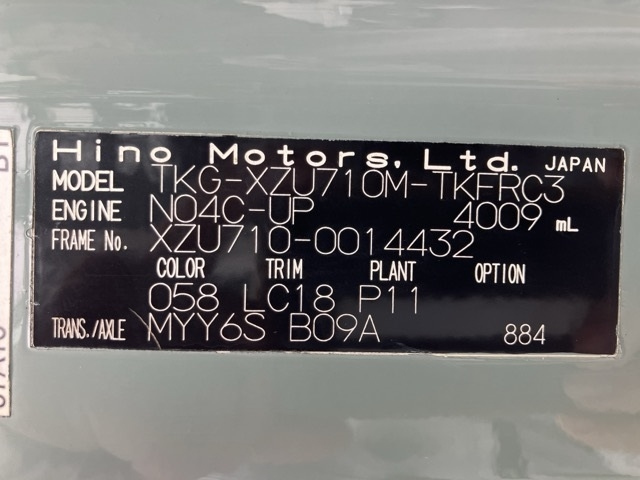 Hino Motors, Ltd. JAPAN
MODEL TKG-XZU710M-TKFRC3
ENGINE N04C-UP 4009 mL
FRAME No. XZU710-0014432
COLOR TRIM PLANT OPTION
058 LC18 P11
TRANS./AXLE MYY6S B09A 884